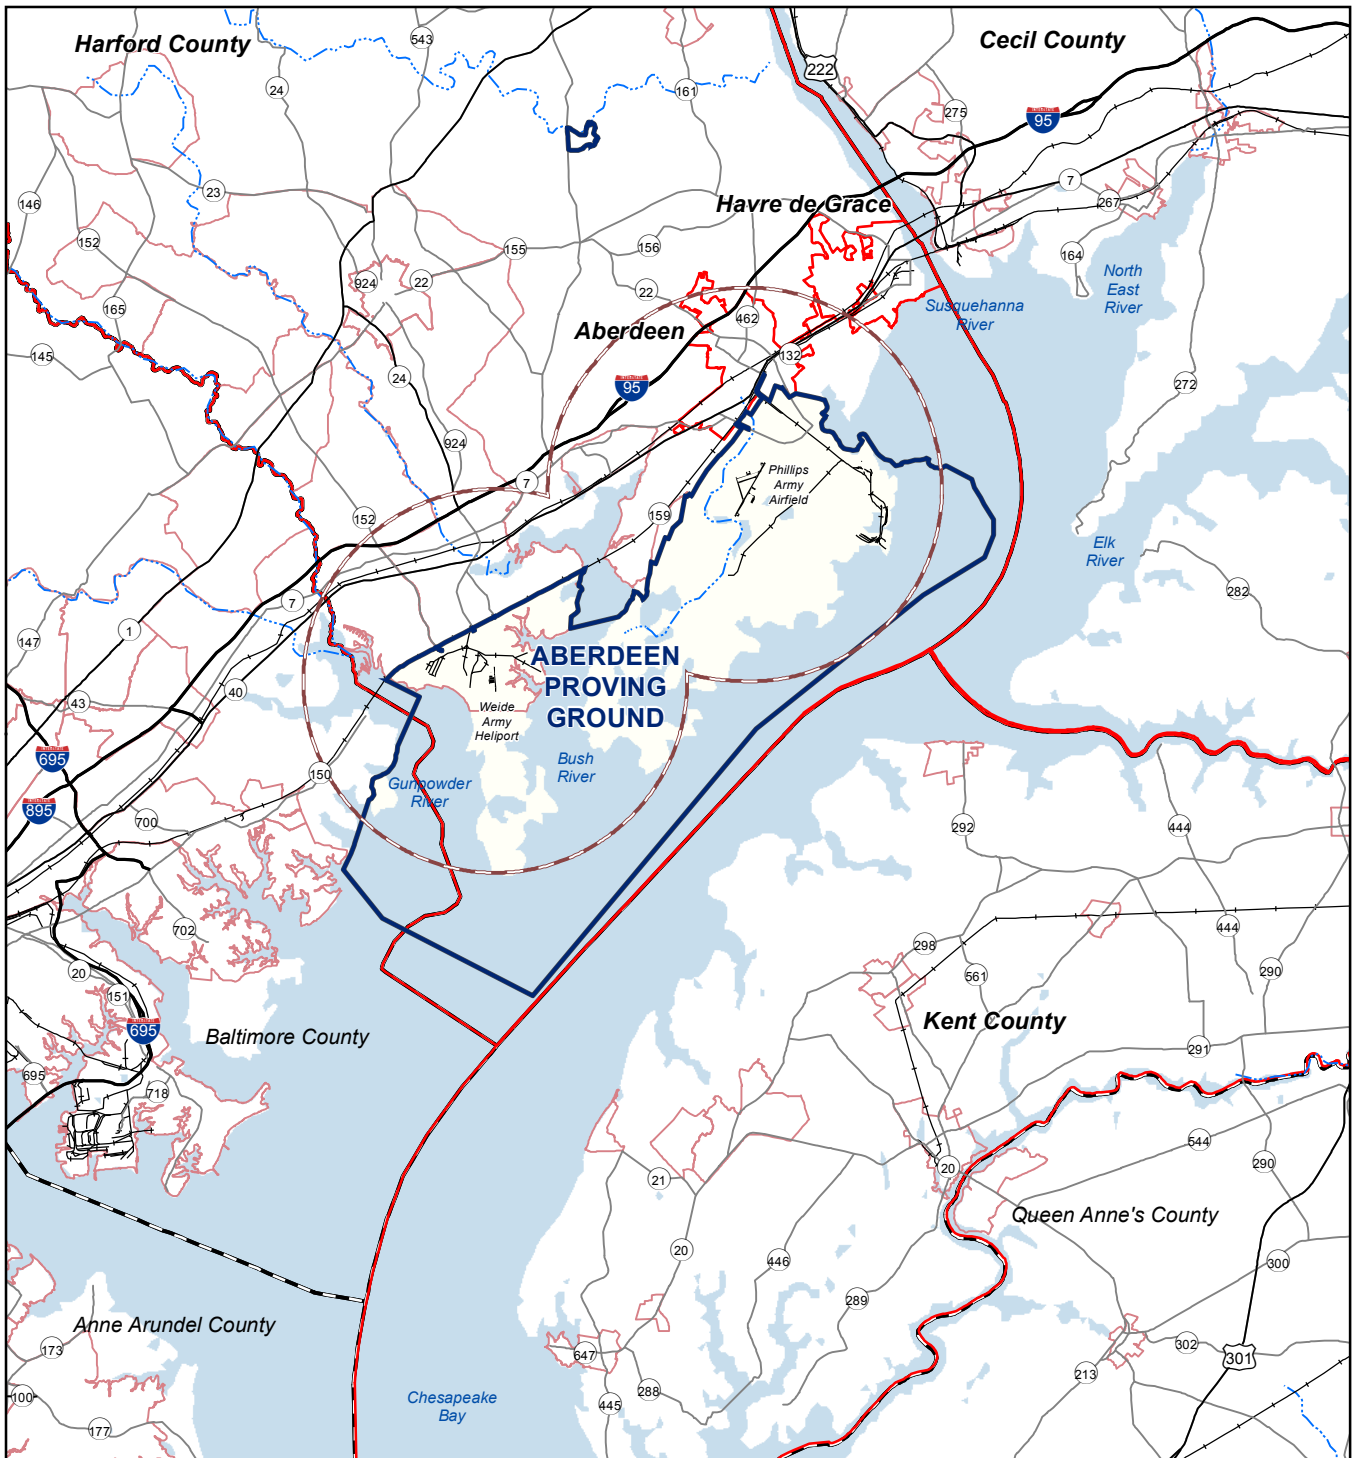 Harford County
Cecil County
543
24
222
161
275
INTERSTATE
95
7
267
23
146
152
Havre de Grace
155
156
164
North
East
River
924
22
22
165
Susquehanna
River
462
Aberdeen
132
145
24
INTERSTATE
95
272
924
Phillips
Army
Airfield
7
152
159
Elk
River
282
7
147
1
ABERDEEN
PROVING
GROUND
40
43
Weide
Army
Heliport
INTERSTATE
695
Bush
River
150
Gunpowder
River
INTERSTATE
895
700
292
444
702
298
444
20
561
290
151
INTERSTATE
695
Baltimore County
Kent County
291
695
718
544
20
290
21
Queen Anne's County
20
446
300
289
Anne Arundel County
173
647
302
301
213
288
100
Chesapeake
Bay
445
177